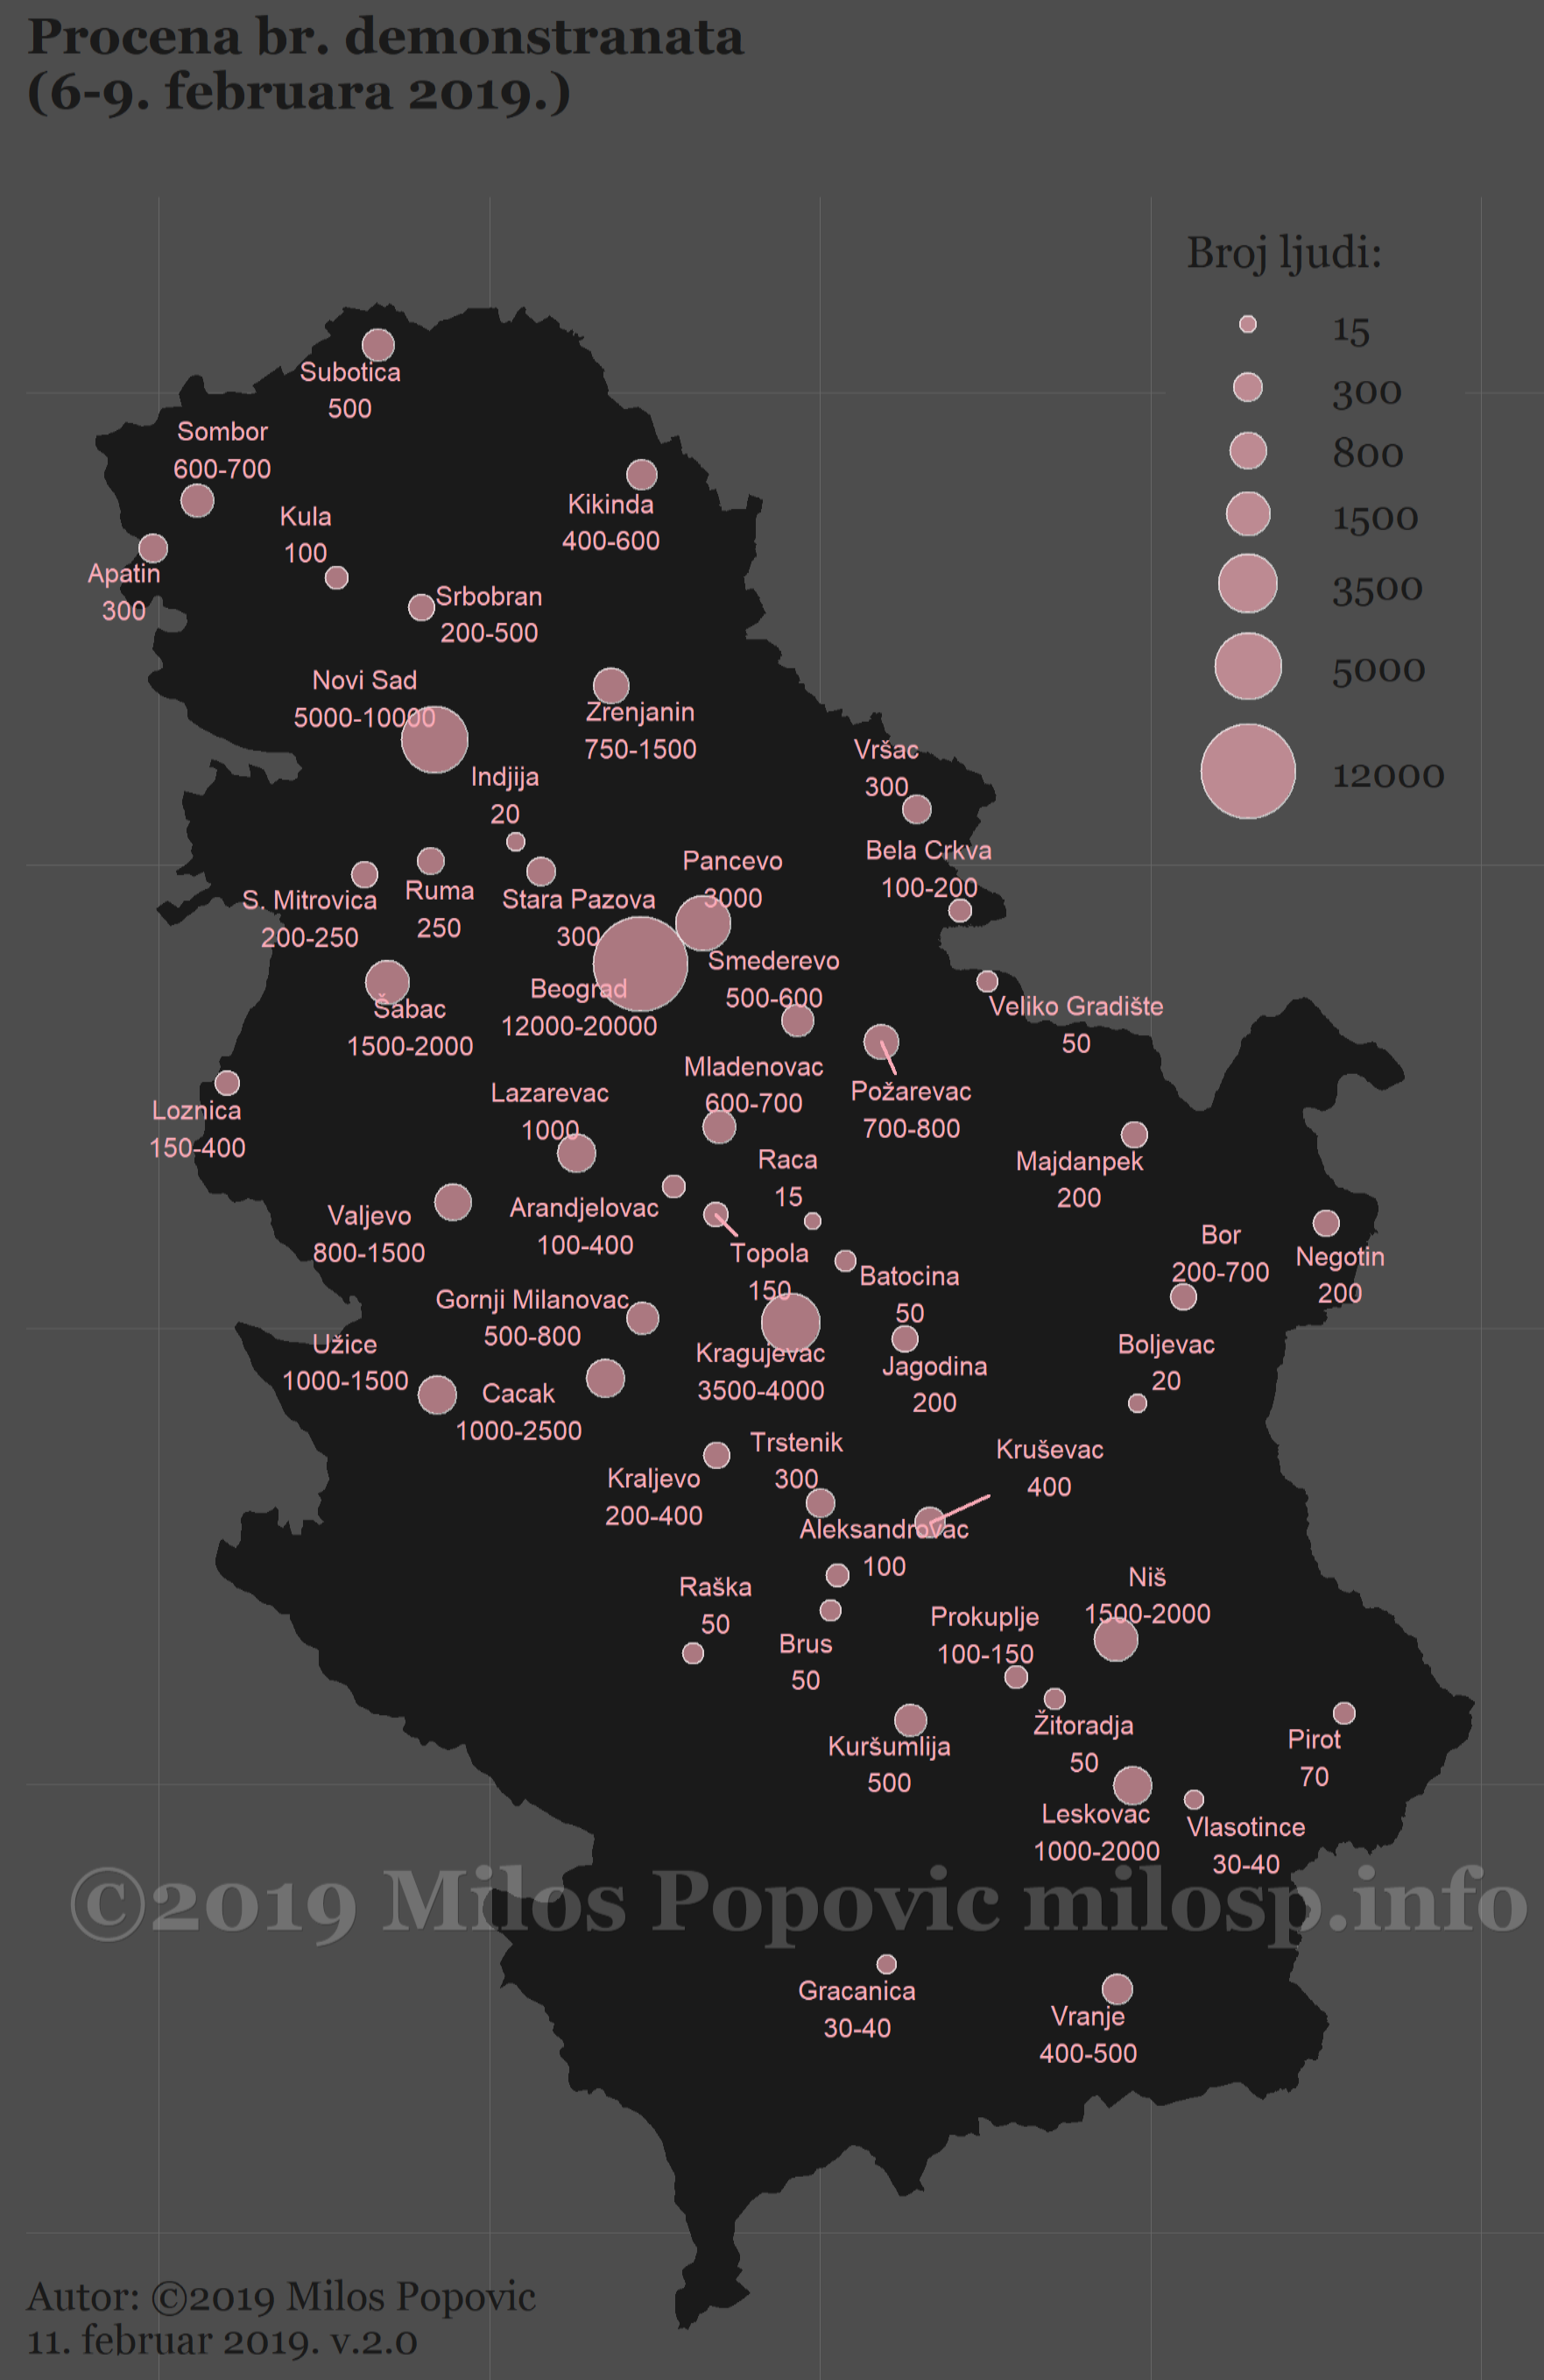 Procena br. demonstranata
(6-9. februara 2019.)
Broj ljudi:
15
300
800
1500
3500
5000
12000
Subotica
500
Sombor
600-700
Kikinda
400-600
Kula
100
Apatin
300
Srbobran
200-500
Novi Sad
5000-10000
Zrenjanin
750-1500
Vršac
300
Indjija
20
Bela Crkva
100-200
Pancevo
3000
S. Mitrovica
200-250
Ruma
250
Stara Pazova
300
Smederevo
500-600
Beograd
12000-20000
Šabac
1500-2000
Veliko Gradište
50
Mladenovac
600-700
Požarevac
700-800
Lazarevac
1000
Loznica
150-400
Raca
15
Majdanpek
200
Arandjelovac
100-400
Valjevo
800-1500
Topola
150
Bor
200-700
Negotin
200
Batocina
50
Gornji Milanovac
500-800
Užice
1000-1500
Kragujevac
3500-4000
Jagodina
200
Boljevac
20
Cacak
1000-2500
Trstenik
300
Kruševac
400
Kraljevo
200-400
Aleksandrovac
100
Raška
50
Niš
1500-2000
Prokuplje
100-150
Brus
50
Žitoradja
50
Pirot
70
Kuršumlija
500
Leskovac
1000-2000
Vlasotince
30-40
©2019 Milos Popovic milosp.info
Gracanica
30-40
Vranje
400-500
Autor: ©2019 Milos Popovic
11. februar 2019. v.2.0